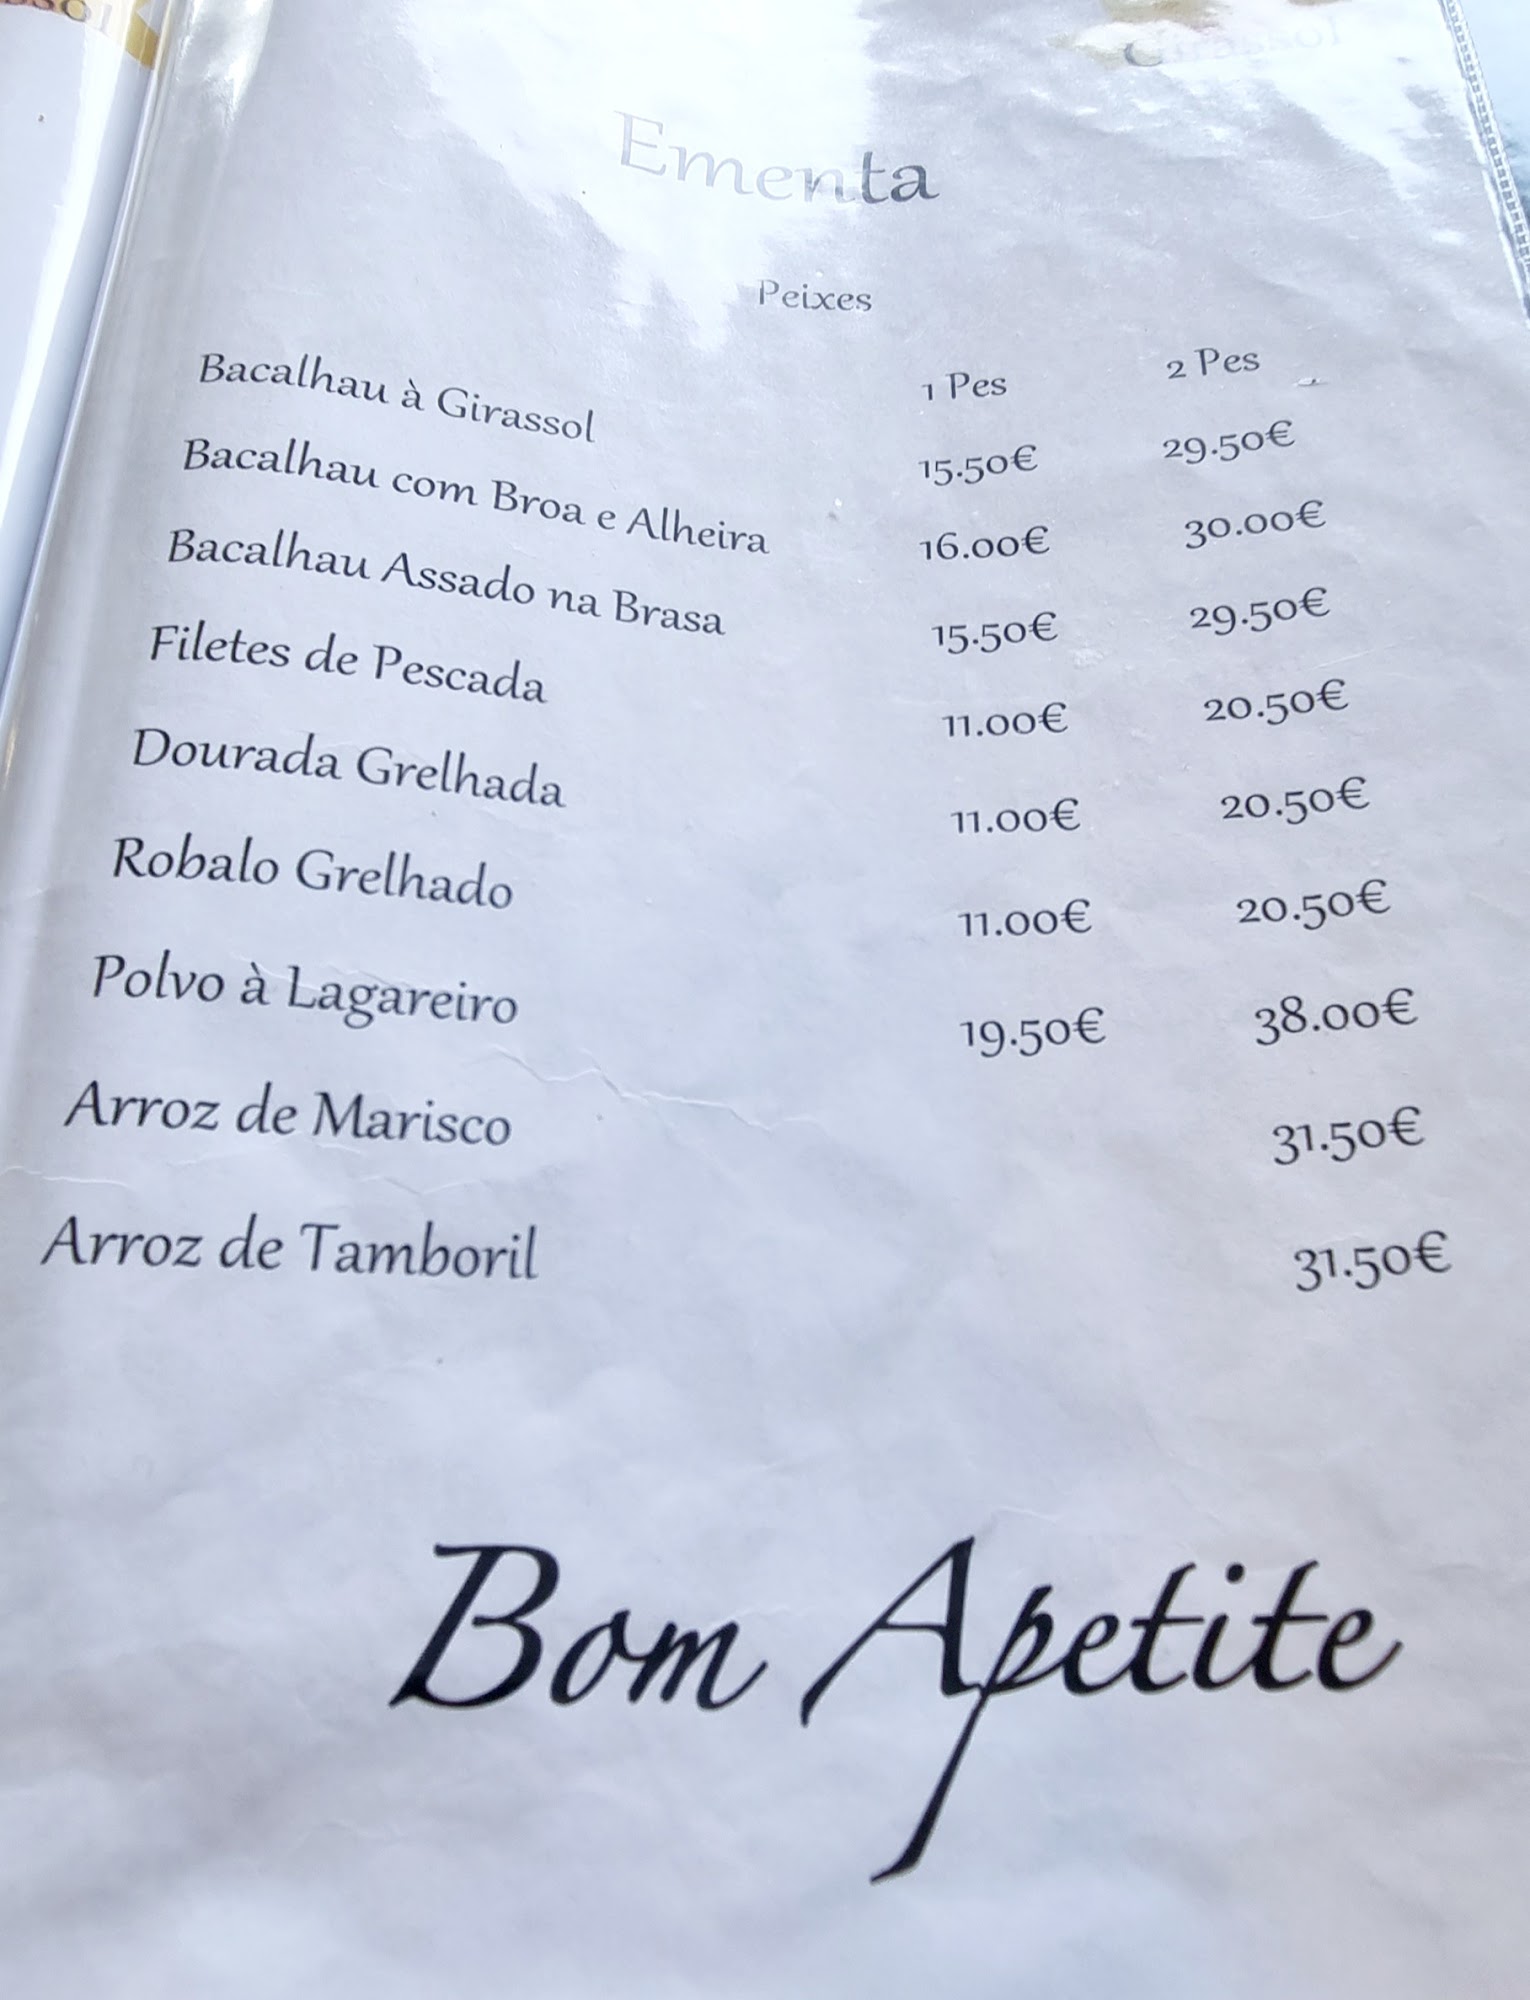 Ementa
Peixes
1 Pes 2 Pes
Bacalhau à Girassol 15.50€ 29.50€
Bacalhau com Broa e Alheira 16.00€ 30.00€
Bacalhau Assado na Brasa 15.50€ 29.50€
Filetes de Pescada 11.00€ 20.50€
Dourada Grelhada 11.00€ 20.50€
Robalo Grelhado 11.00€ 20.50€
Polvo à Lagareiro 19.50€ 38.00€
Arroz de Marisco 31.50€
Arroz de Tamboril 31.50€
Bom Apetite